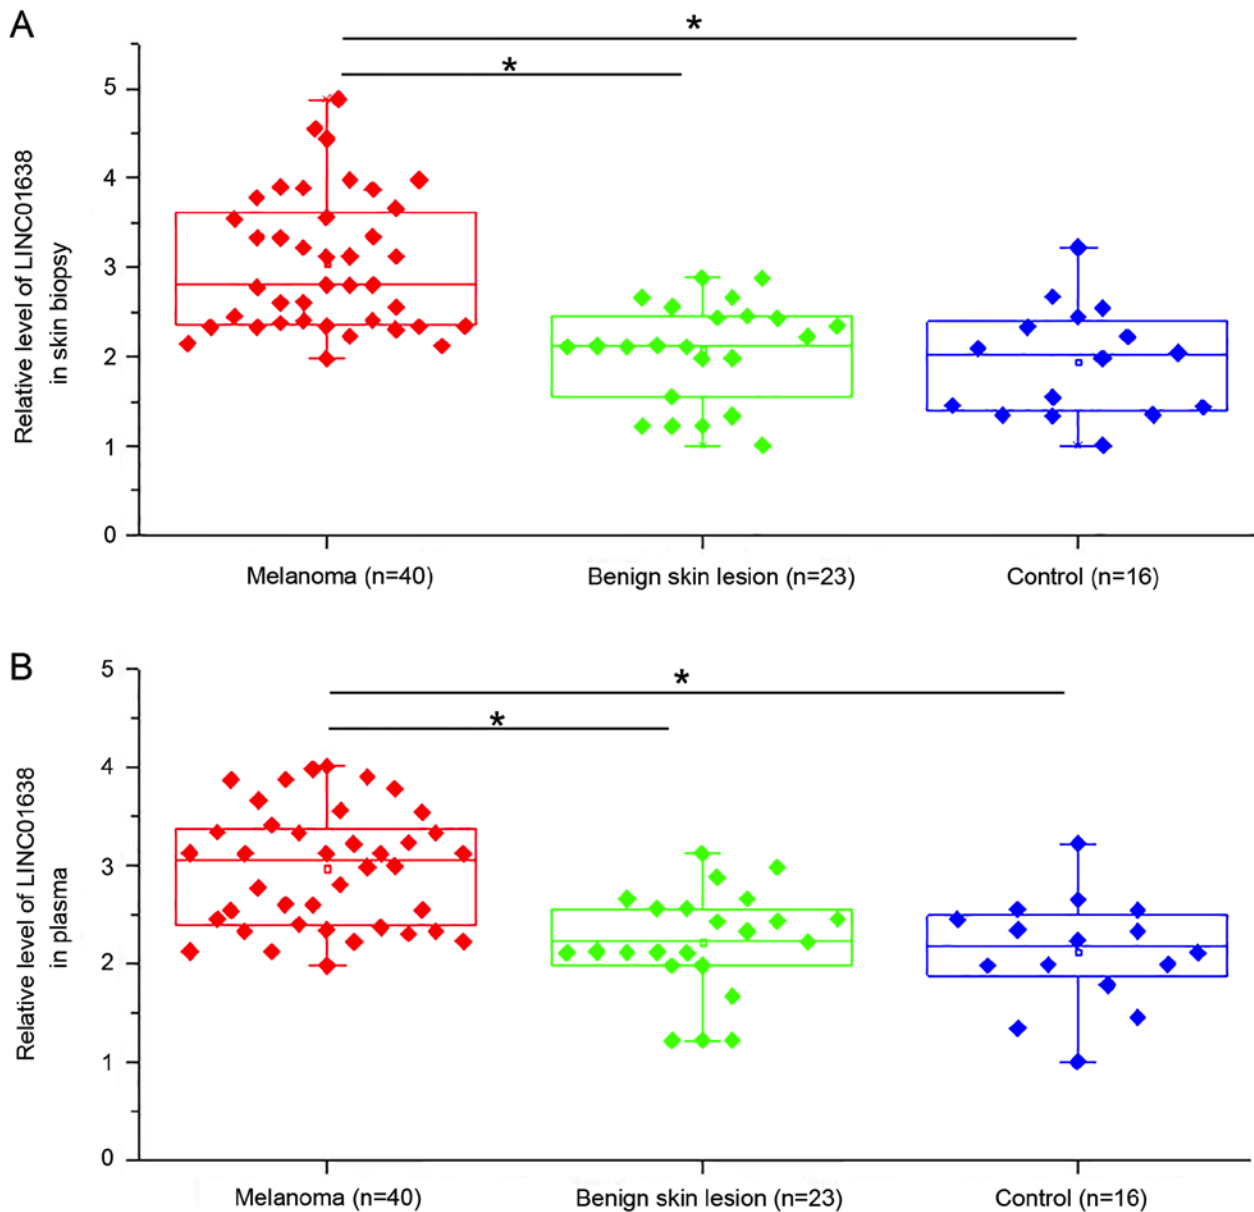 A
*
*
5
4
3
2
1
0
Relative level of LINC01638
in skin biopsy
Melanoma (n=40)
Benign skin lesion (n=23)
Control (n=16)
B
*
*
5
4
3
2
1
0
Relative level of LINC01638
in plasma
Melanoma (n=40)
Benign skin lesion (n=23)
Control (n=16)